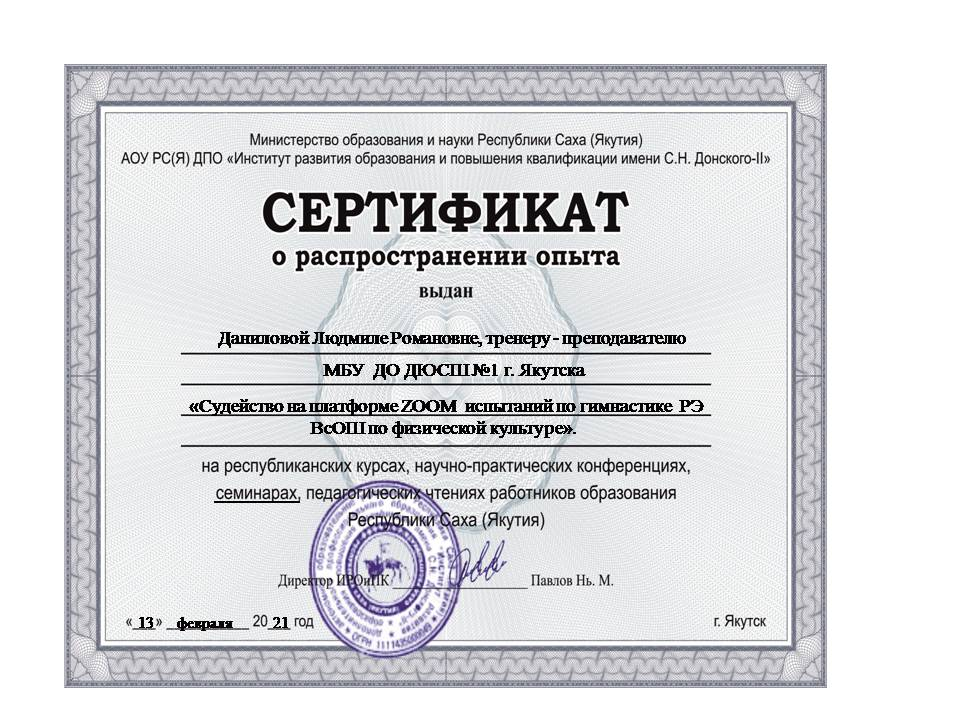 Министерство образования и науки Республики Саха (Якутия)
АОУ РС(Я) ДПО «Институт развития образования и повышения квалификации имени С.Н. Донского-II»
СЕРТИФИКАТ
о распространении опыта
выдан
Даниловой Людмиле Романовне, тренеру - преподавателю
МБУ ДО ДЮСШ №1 г. Якутска
«Судейство на платформе ZOOM испытаний по гимнастике РЭ
ВсОШ по физической культуре».
на республиканских курсах, научно-практических конференциях,
семинарах, педагогических чтениях работников образования
Республики Саха (Якутия)
Директор ИРОиПК Павлов Нь. М.
« 13 » февраля 20 21 год г. Якутск